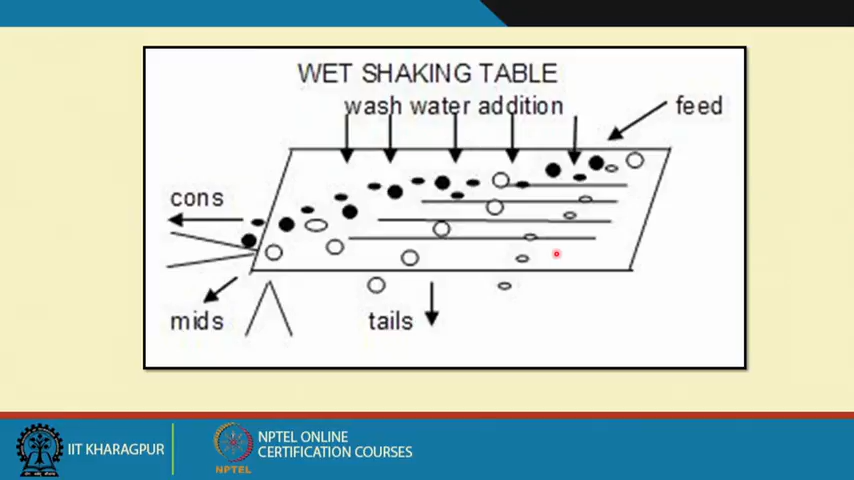 WET SHAKING TABLE
wash water addition
feed
cons
mids
tails
IIT KHARAGPUR
NPTEL
NPTEL ONLINE
CERTIFICATION COURSES